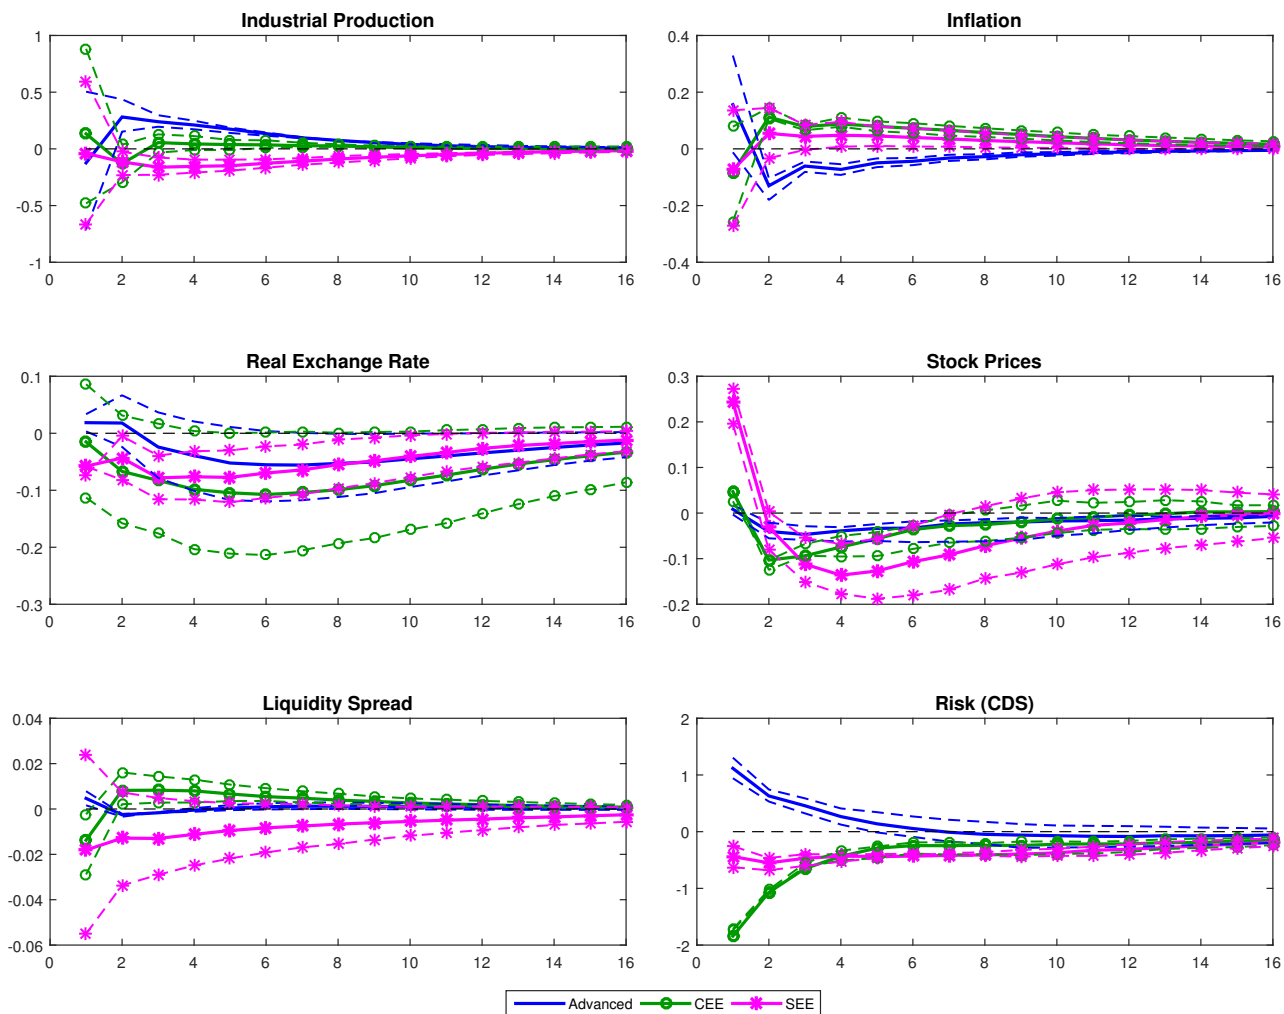 Industrial Production
1
0.5
0
-0.5
-1
0 2 4 6 8 10 12 14 16
Inflation
0.4
0.2
0
-0.2
-0.4
0 2 4 6 8 10 12 14 16
Real Exchange Rate
0.1
0
-0.1
-0.2
-0.3
0 2 4 6 8 10 12 14 16
Stock Prices
0.3
0.2
0.1
0
-0.1
-0.2
0 2 4 6 8 10 12 14 16
Liquidity Spread
0.04
0.02
0
-0.02
-0.04
-0.06
0 2 4 6 8 10 12 14 16
Risk (CDS)
2
1
0
-1
-2
0 2 4 6 8 10 12 14 16
Advanced CEE SEE